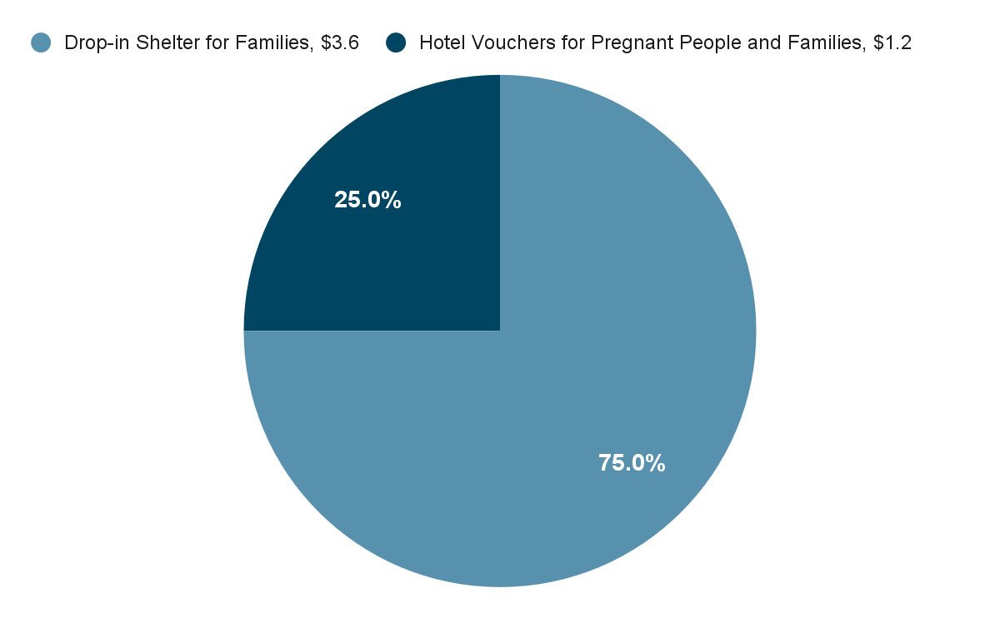 Drop-in Shelter for Families, $3.6 Hotel Vouchers for Pregnant People and Families, $1.2
25.0%
75.0%